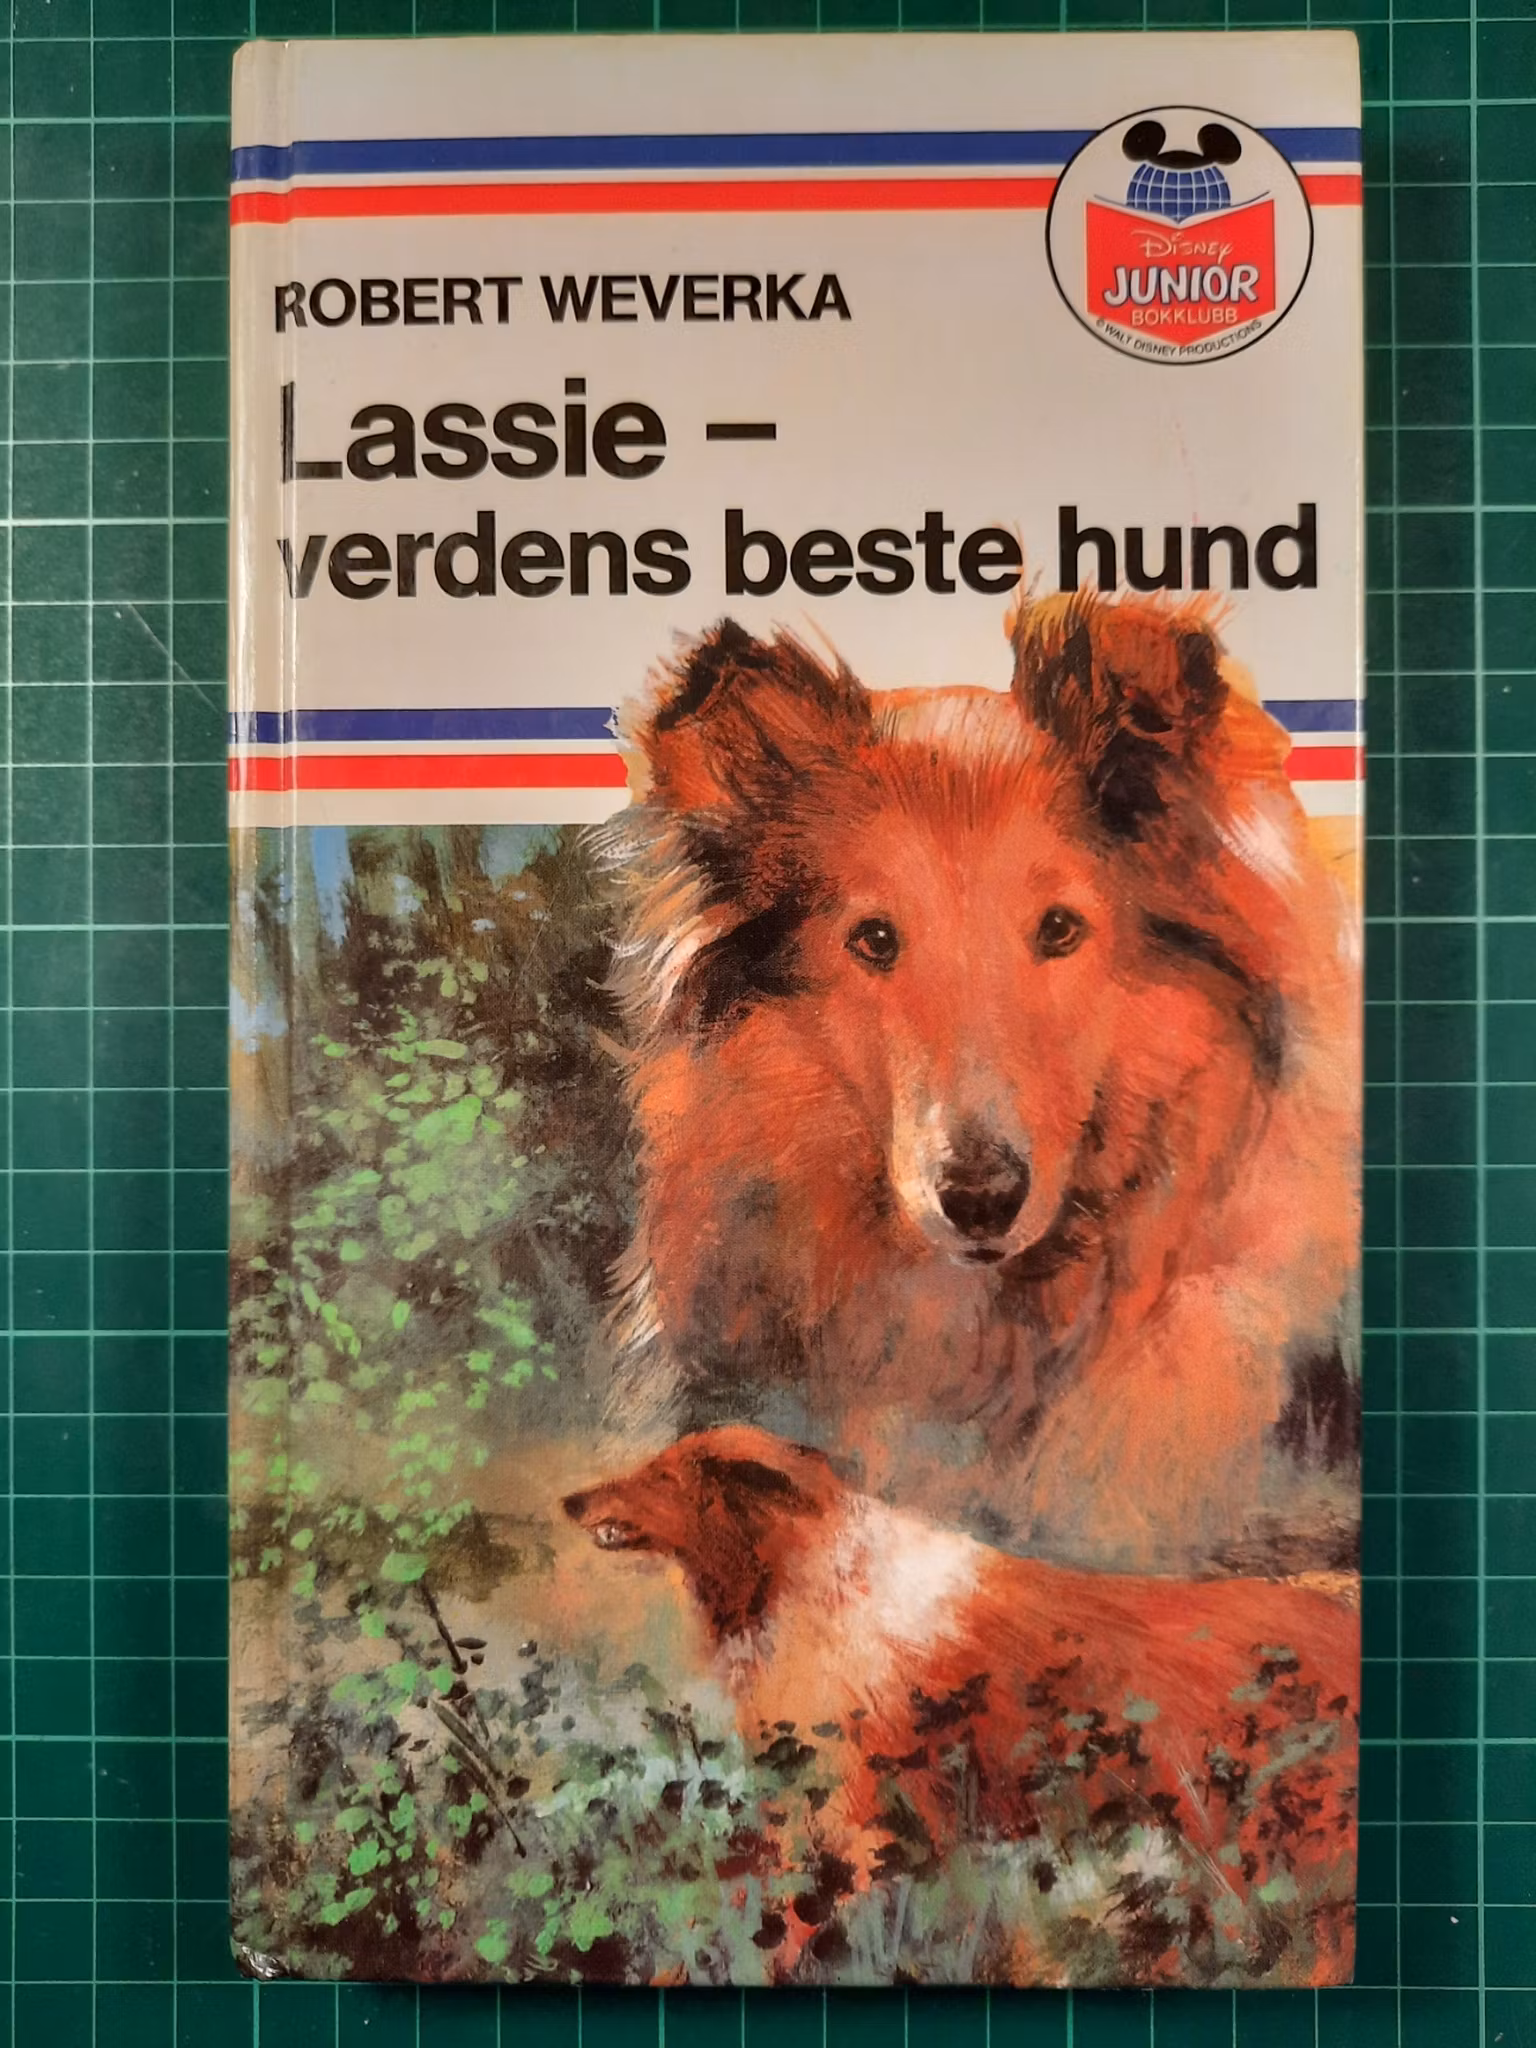 ROBERT WEVERKA
Disney
JUNIOR
BOKKLUBB
© WALT DISNEY PRODUCTIONS
Lassie –
verdens beste hund